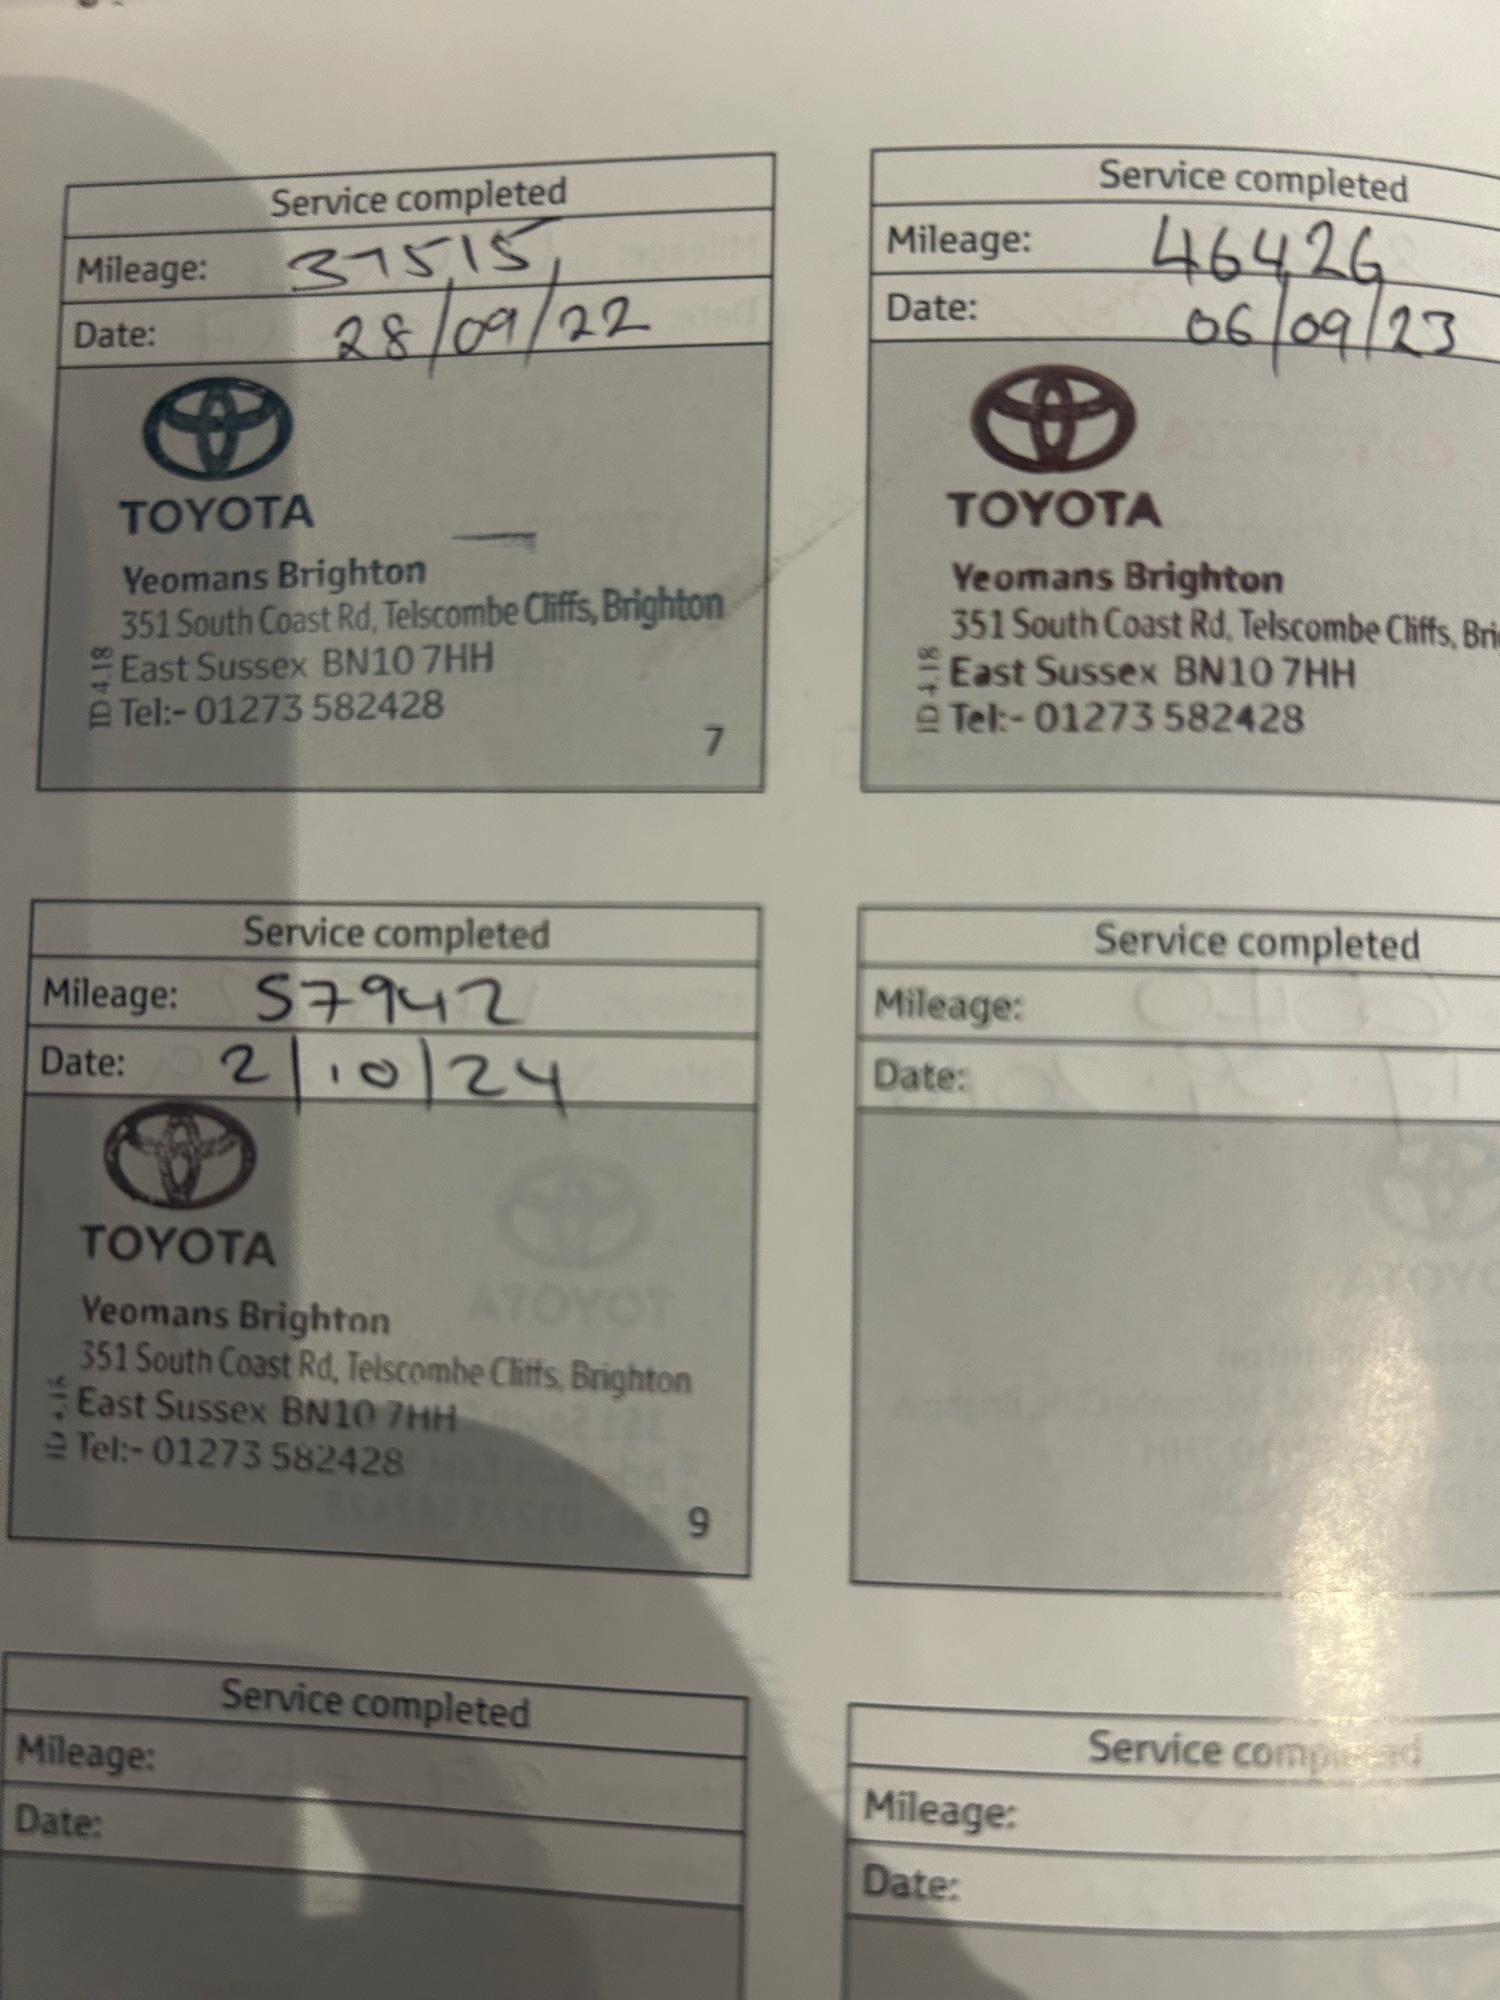 Service completed
Mileage: 37515
Date: 28/09/22
TOYOTA
Yeomans Brighton
351 South Coast Rd, Telscombe Cliffs, Brighton
East Sussex BN10 7HH
Tel:- 01273 582428
ID 4.18
7
Service completed
Mileage: 46426
Date: 06/09/23
TOYOTA
Yeomans Brighton
351 South Coast Rd, Telscombe Cliffs, Bri
East Sussex BN10 7HH
Tel:- 01273 582428
ID 4.18
Service completed
Mileage: 57942
Date: 2/10/24
TOYOTA
Yeomans Brighton
351 South Coast Rd, Telscombe Cliffs, Brighton
East Sussex BN10 7HH
Tel:- 01273 582428
9
Service completed
Mileage:
Date:
Service completed
Mileage:
Date:
Service completed
Mileage:
Date: